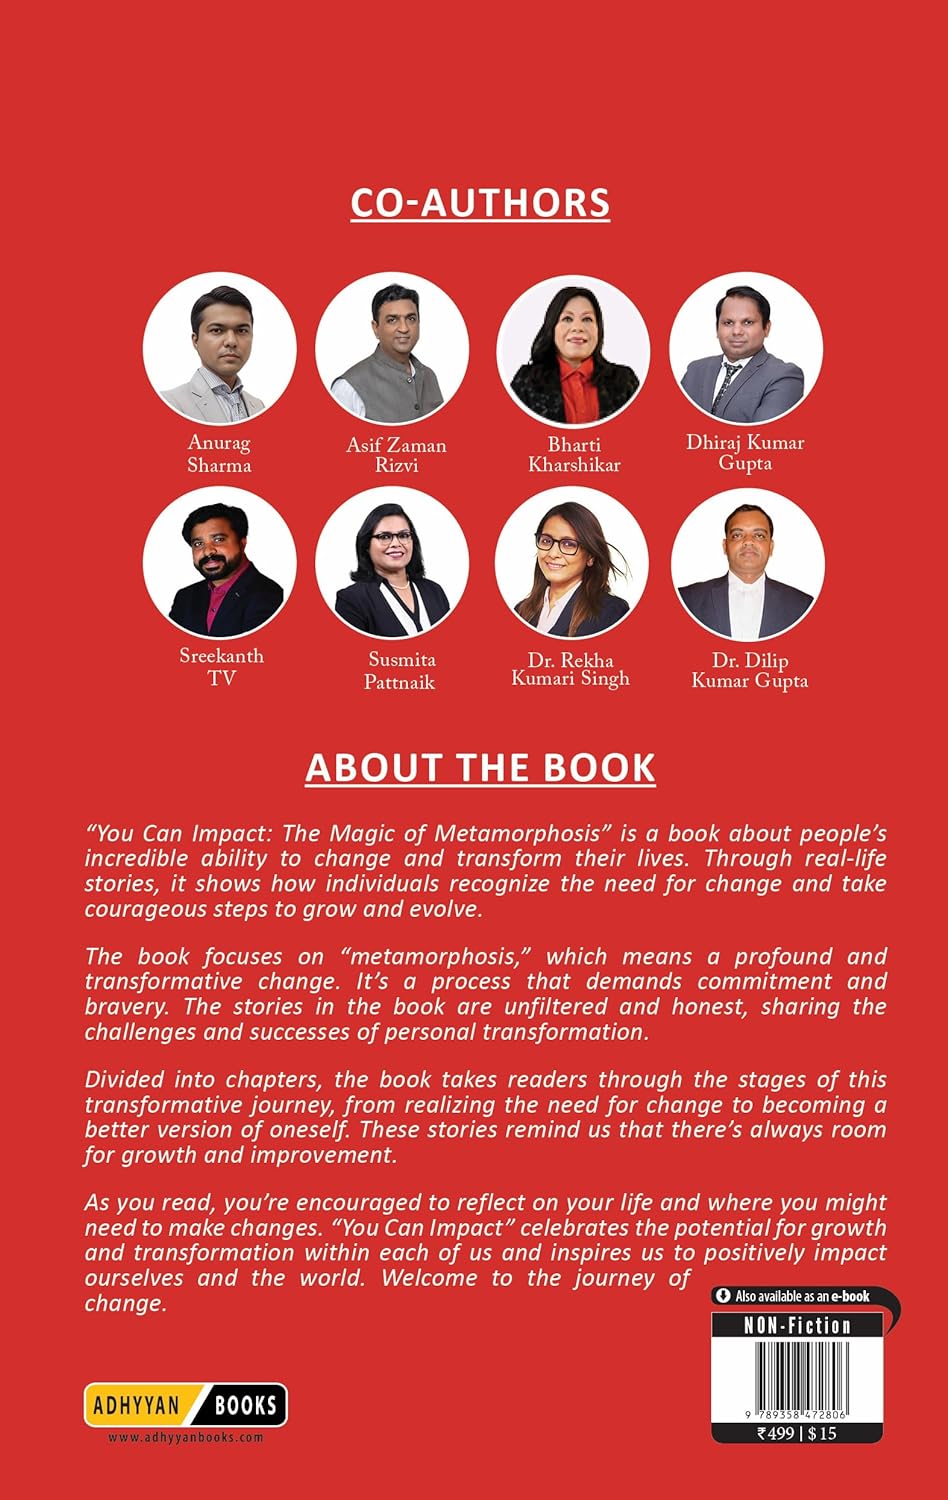 CO-AUTHORS
Anurag
Sharma
Asif Zaman
Rizvi
Bharti
Kharshikar
Dhiraj Kumar
Gupta
Sreekanth
TV
Susmita
Pattnaik
Dr. Rekha
Kumari Singh
Dr. Dilip
Kumar Gupta
ABOUT THE BOOK
“You Can Impact: The Magic of Metamorphosis” is a book about people’s
incredible ability to change and transform their lives. Through real-life
stories, it shows how individuals recognize the need for change and take
courageous steps to grow and evolve.
The book focuses on “metamorphosis,” which means a profound and
transformative change. It’s a process that demands commitment and
bravery. The stories in the book are unfiltered and honest, sharing the
challenges and successes of personal transformation.
Divided into chapters, the book takes readers through the stages of this
transformative journey, from realizing the need for change to becoming a
better version of oneself. These stories remind us that there’s always room
for growth and improvement.
As you read, you’re encouraged to reflect on your life and where you might
need to make changes. “You Can Impact” celebrates the potential for growth
and transformation within each of us and inspires us to positively impact
ourselves and the world. Welcome to the journey of
change.
Also available as an e-book
NON-Fiction
9 789358 472806
₹499 | $15
ADHYYAN BOOKS
www.adhyyanbooks.com